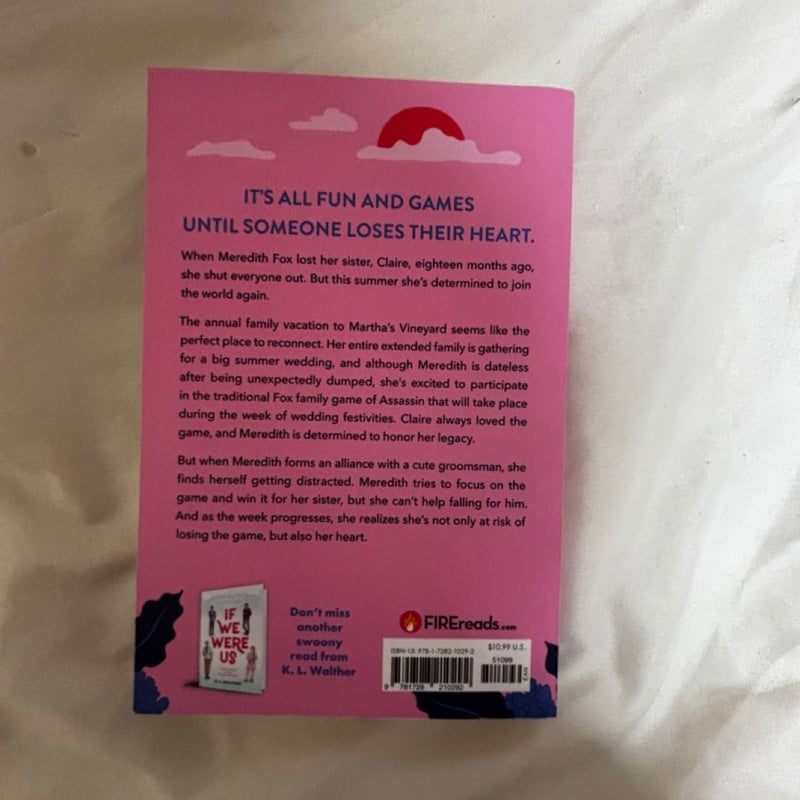 IT'S ALL FUN AND GAMES
UNTIL SOMEONE LOSES THEIR HEART.
When Meredith Fox lost her sister, Claire, eighteen months ago,
she shut everyone out. But this summer she's determined to join
the world again.
The annual family vacation to Martha's Vineyard seems like the
perfect place to reconnect. Her entire extended family is gathering
for a big summer wedding, and although Meredith is dateless
after being unexpectedly dumped, she's excited to participate
in the traditional Fox family game of Assassin that will take place
during the week of wedding festivities. Claire always loved the
game, and Meredith is determined to honor her legacy.
But when Meredith forms an alliance with a cute groomsman, she
finds herself getting distracted. Meredith tries to focus on the
game and win it for her sister, but she can't help falling for him.
And as the week progresses, she realizes she's not only at risk of
losing the game, but also her heart.
IF
WE
WERE
US
Don't miss
another
swoony
read from
K. L. Walther
FIREreads.com
ISBN-13: 978-1-7282-1029-2
$10.99 U.S.
51099
EAN
9 781728 210292